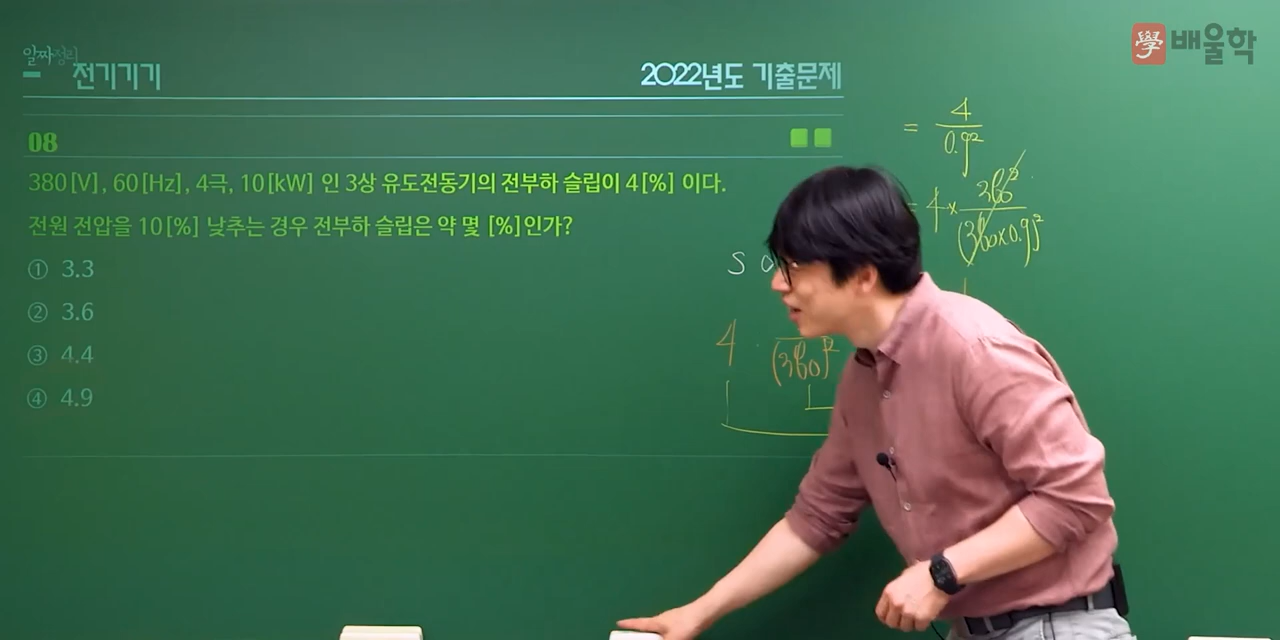 알짜정리
전기기기
2022년도 기출문제
學 배울학
08
380[V], 60[Hz], 4극, 10[kW] 인 3상 유도전동기의 전부하 슬립이 4[%] 이다.
전원 전압을 10[%] 낮추는 경우 전부하 슬립은 약 몇 [%]인가?
① 3.3
② 3.6
③ 4.4
④ 4.9
= 4
0.9²
= 4 × 380²
(380×0.9)²
S
4
(380)²